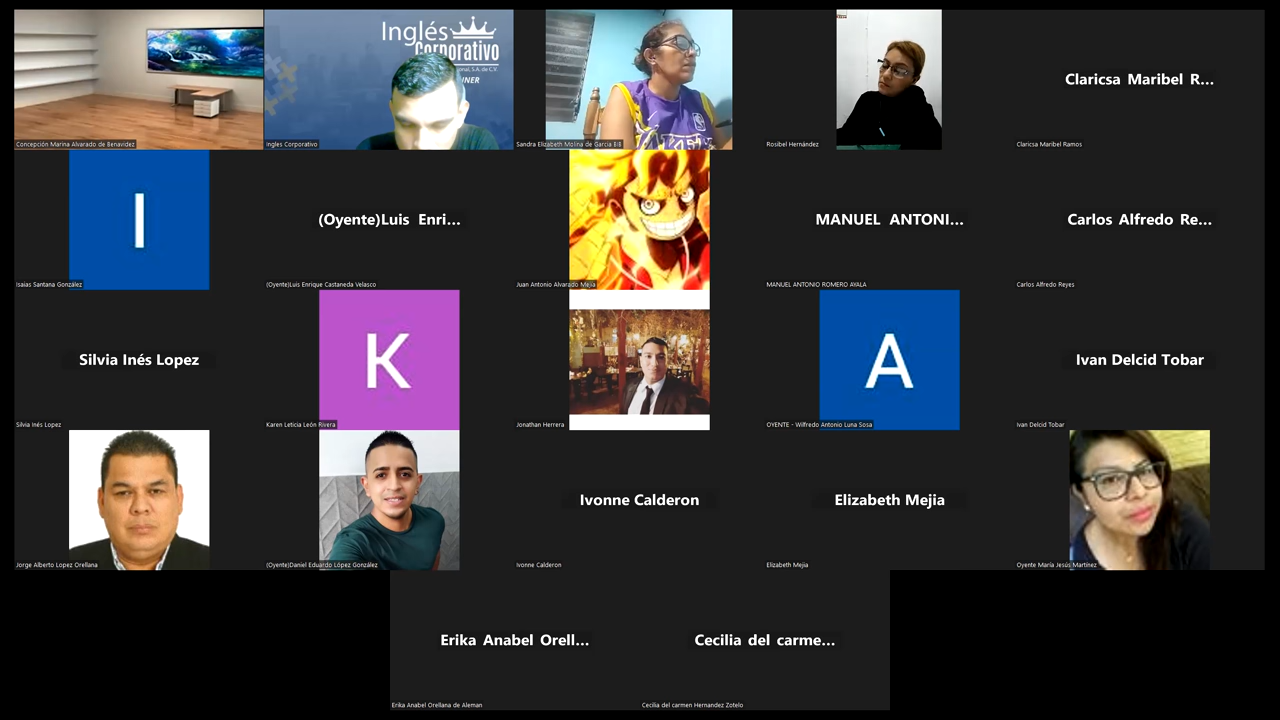 Inglés
Corporativo
nal, S.A. de C.V.
INER
Claricsa Maribel R...
Concepción Marina Alvarado de Benavidez
Ingles Corporativo
Sandra Elizabeth Molina de Garcia
Rosibel Hernández
Claricsa Maribel Ramos
I
(Oyente)Luis Enri...
MANUEL ANTONI...
Carlos Alfredo Re...
Isaias Santana González
(Oyente)Luis Enrique Castaneda Velasco
Juan Antonio Alvarado Mejia
MANUEL ANTONIO ROMERO AYALA
Carlos Alfredo Reyes
Silvia Inés Lopez
K
A
Ivan Delcid Tobar
Silvia Inés Lopez
Karen Leticia León Rivera
Jonathan Herrera
OYENTE - Wilfredo Antonio Luna Sosa
Ivan Delcid Tobar
Ivonne Calderon
Elizabeth Mejia
Jorge Alberto Lopez Orellana
(Oyente)Daniel Eduardo López González
Ivonne Calderon
Elizabeth Mejia
Oyente María Jesús Martínez
Erika Anabel Orell...
Cecilia del carme...
Erika Anabel Orellana de Aleman
Cecilia del carmen Hernandez Zotelo